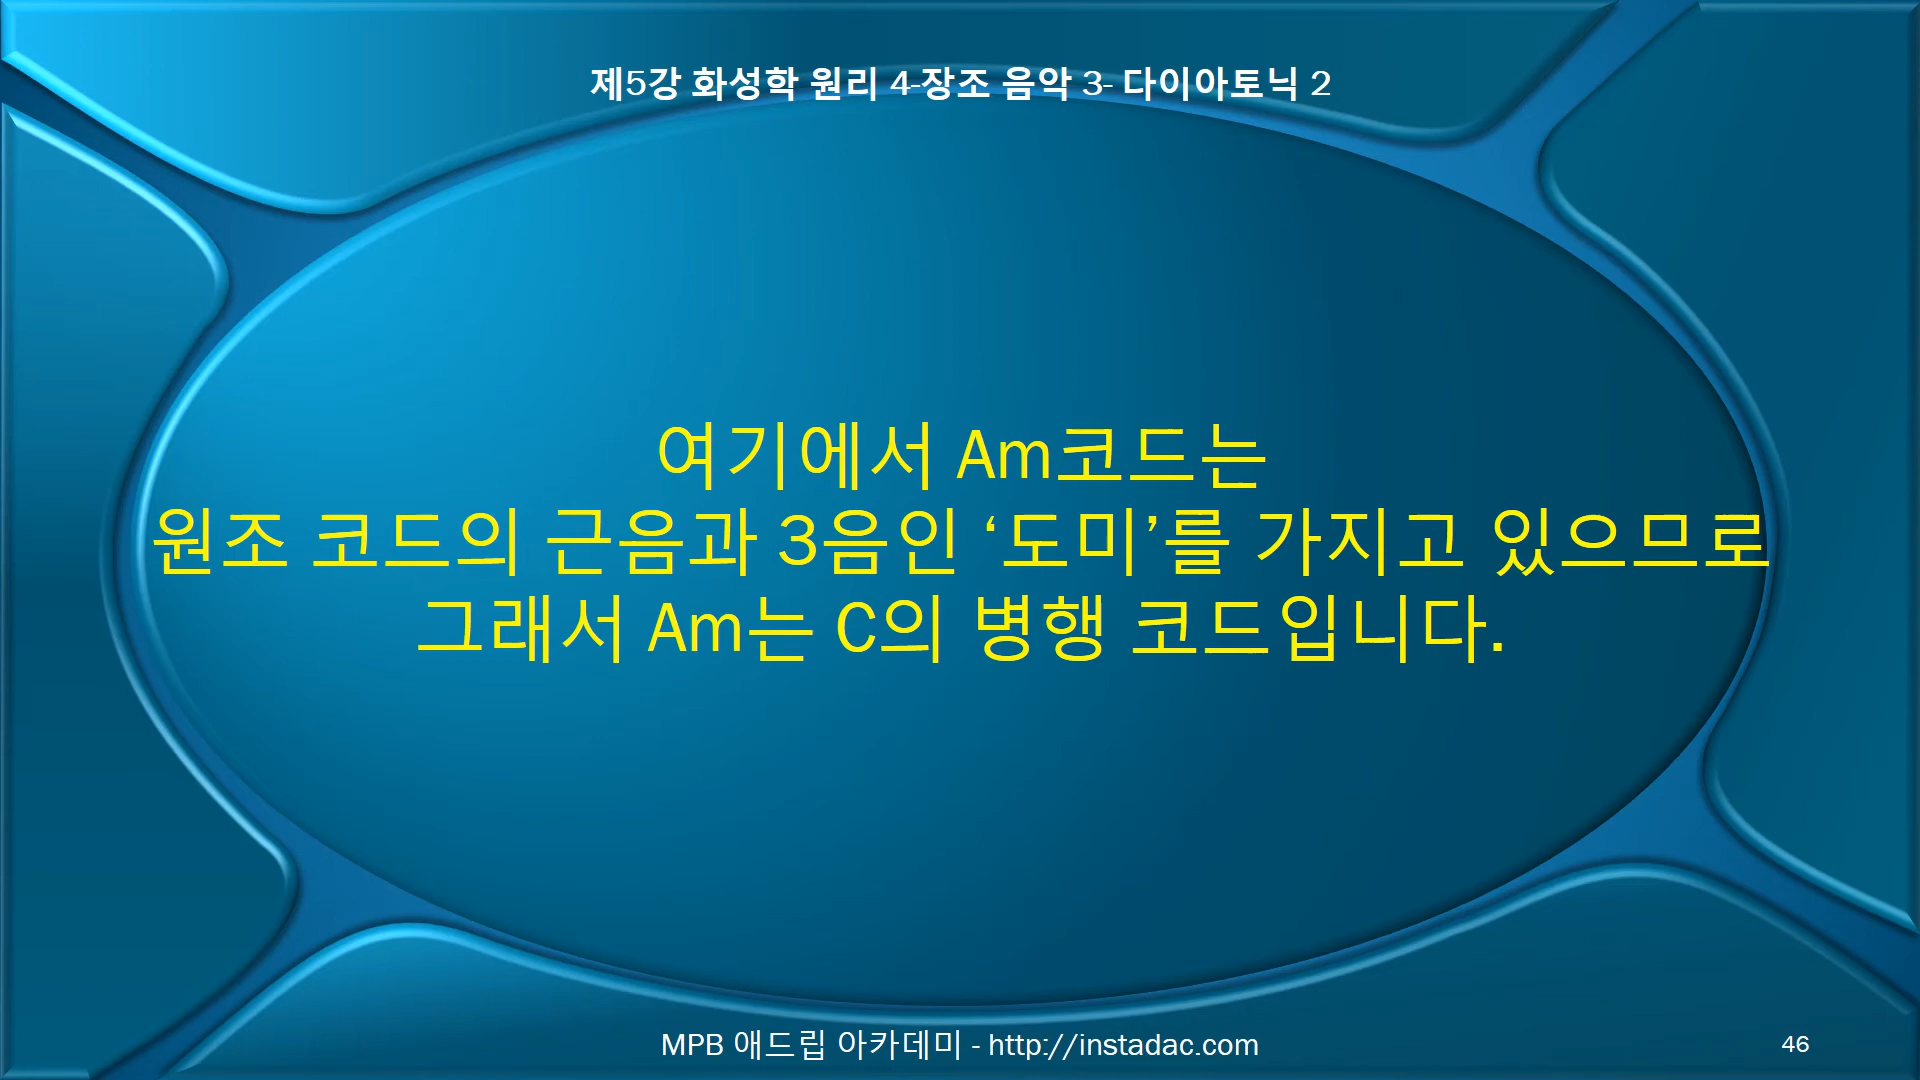 제5강 화성학 원리 4-장조 음악 3- 다이아토닉 2
여기에서 Am코드는
원조 코드의 근음과 3음인 ‘도미’를 가지고 있으므로
그래서 Am는 C의 병행 코드입니다.
MPB 애드립 아카데미 - http://instadac.com
46